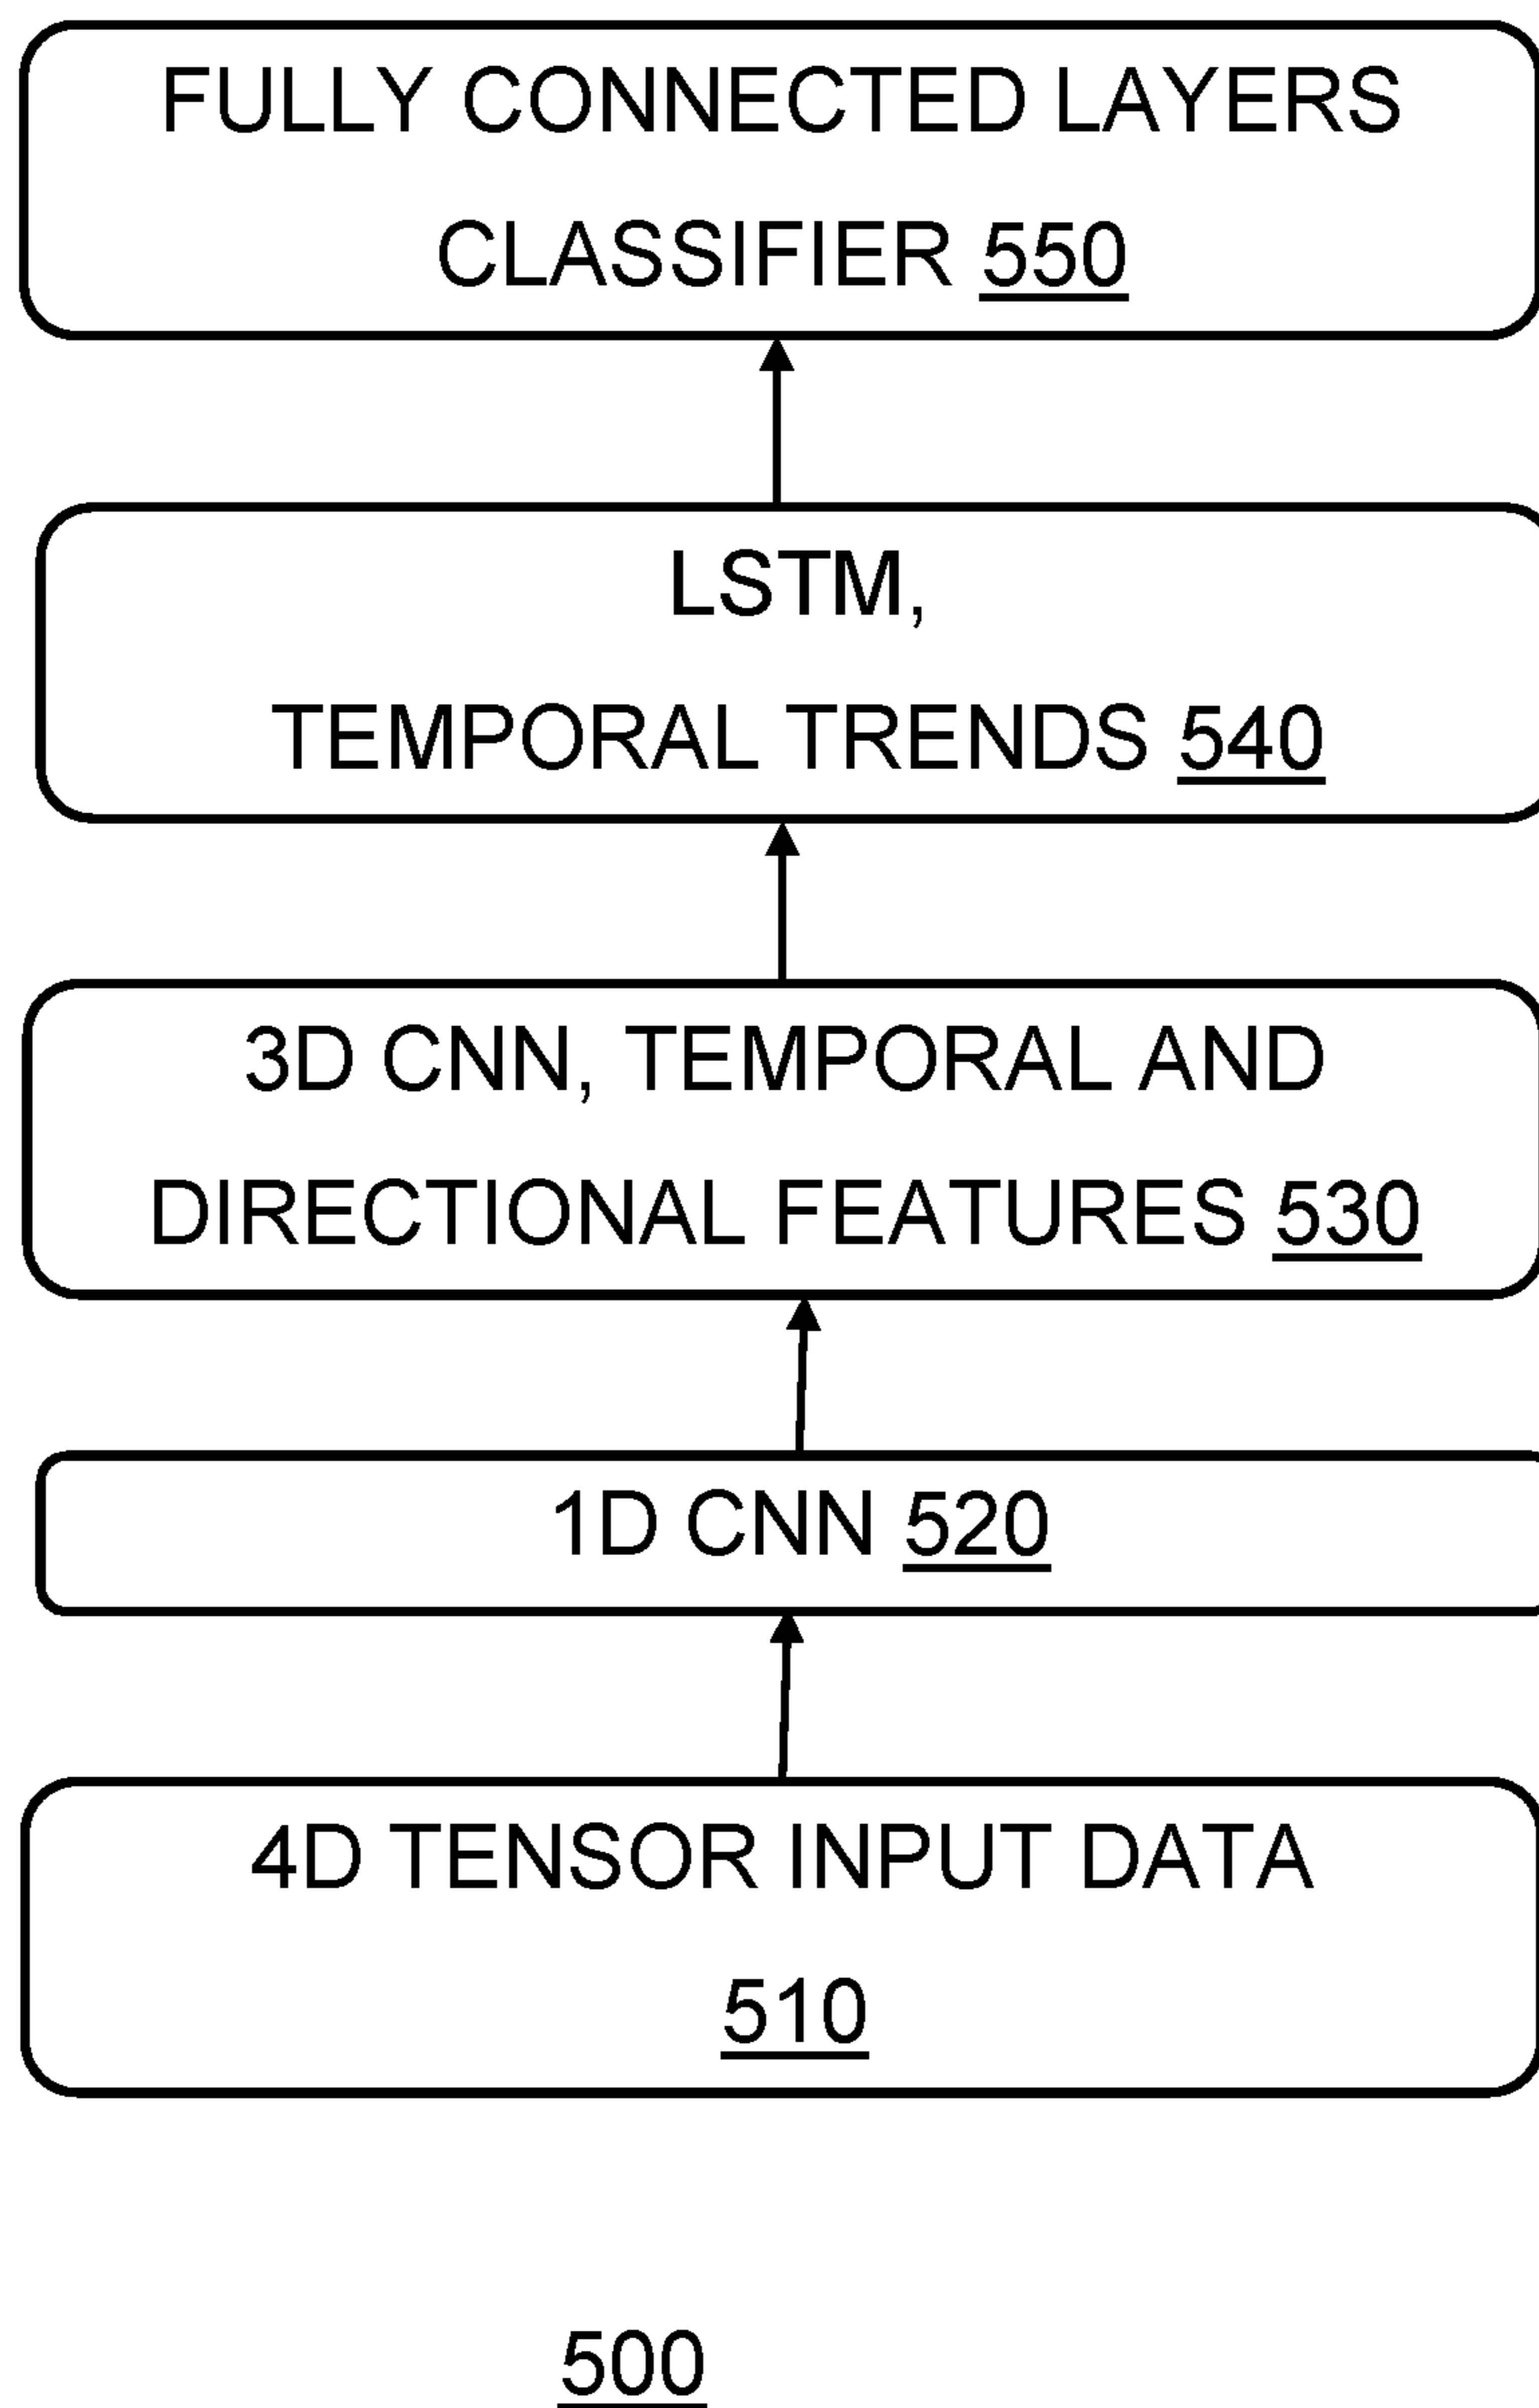 FULLY CONNECTED LAYERS
CLASSIFIER 550
LSTM,
TEMPORAL TRENDS 540
3D CNN, TEMPORAL AND
DIRECTIONAL FEATURES 530
1D CNN 520
4D TENSOR INPUT DATA
510
500